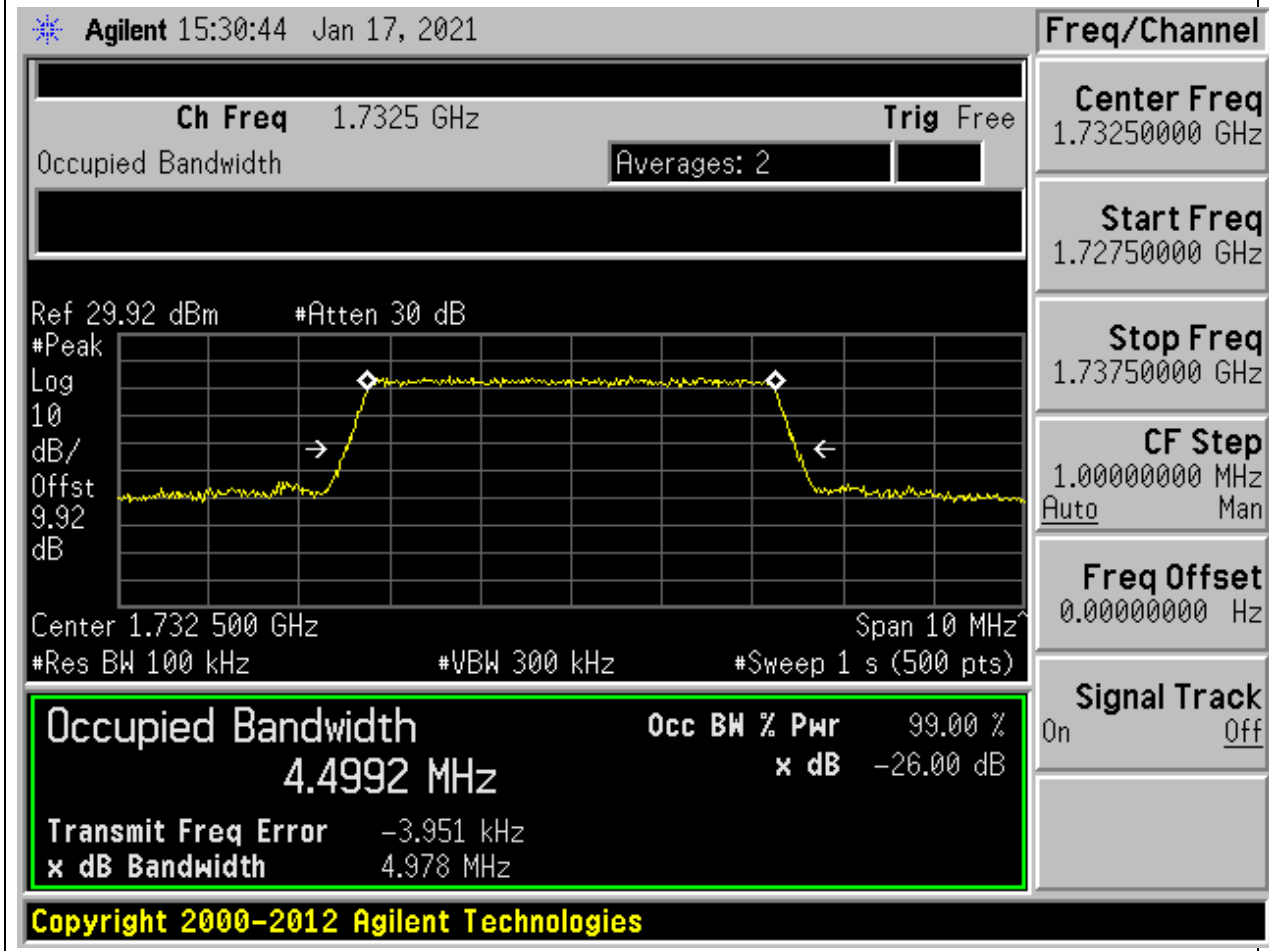 Agilent 15:30:44 Jan 17, 2021
Freq/Channel
Ch Freq 1.7325 GHz Trig Free
Occupied Bandwidth Averages: 2
Ref 29.92 dBm #Atten 30 dB
#Peak
Log
10
dB/
Offst
9.92
dB
Center 1.732 500 GHz Span 10 MHz^
#Res BW 100 kHz #VBW 300 kHz #Sweep 1 s (500 pts)
Occupied Bandwidth Occ BW % Pwr 99.00 %
4.4992 MHz x dB -26.00 dB
Transmit Freq Error -3.951 kHz
x dB Bandwidth 4.978 MHz
Copyright 2000-2012 Agilent Technologies
Center Freq
1.73250000 GHz
Start Freq
1.72750000 GHz
Stop Freq
1.73750000 GHz
CF Step
1.00000000 MHz
Auto Man
Freq Offset
0.00000000 Hz
Signal Track
On Off